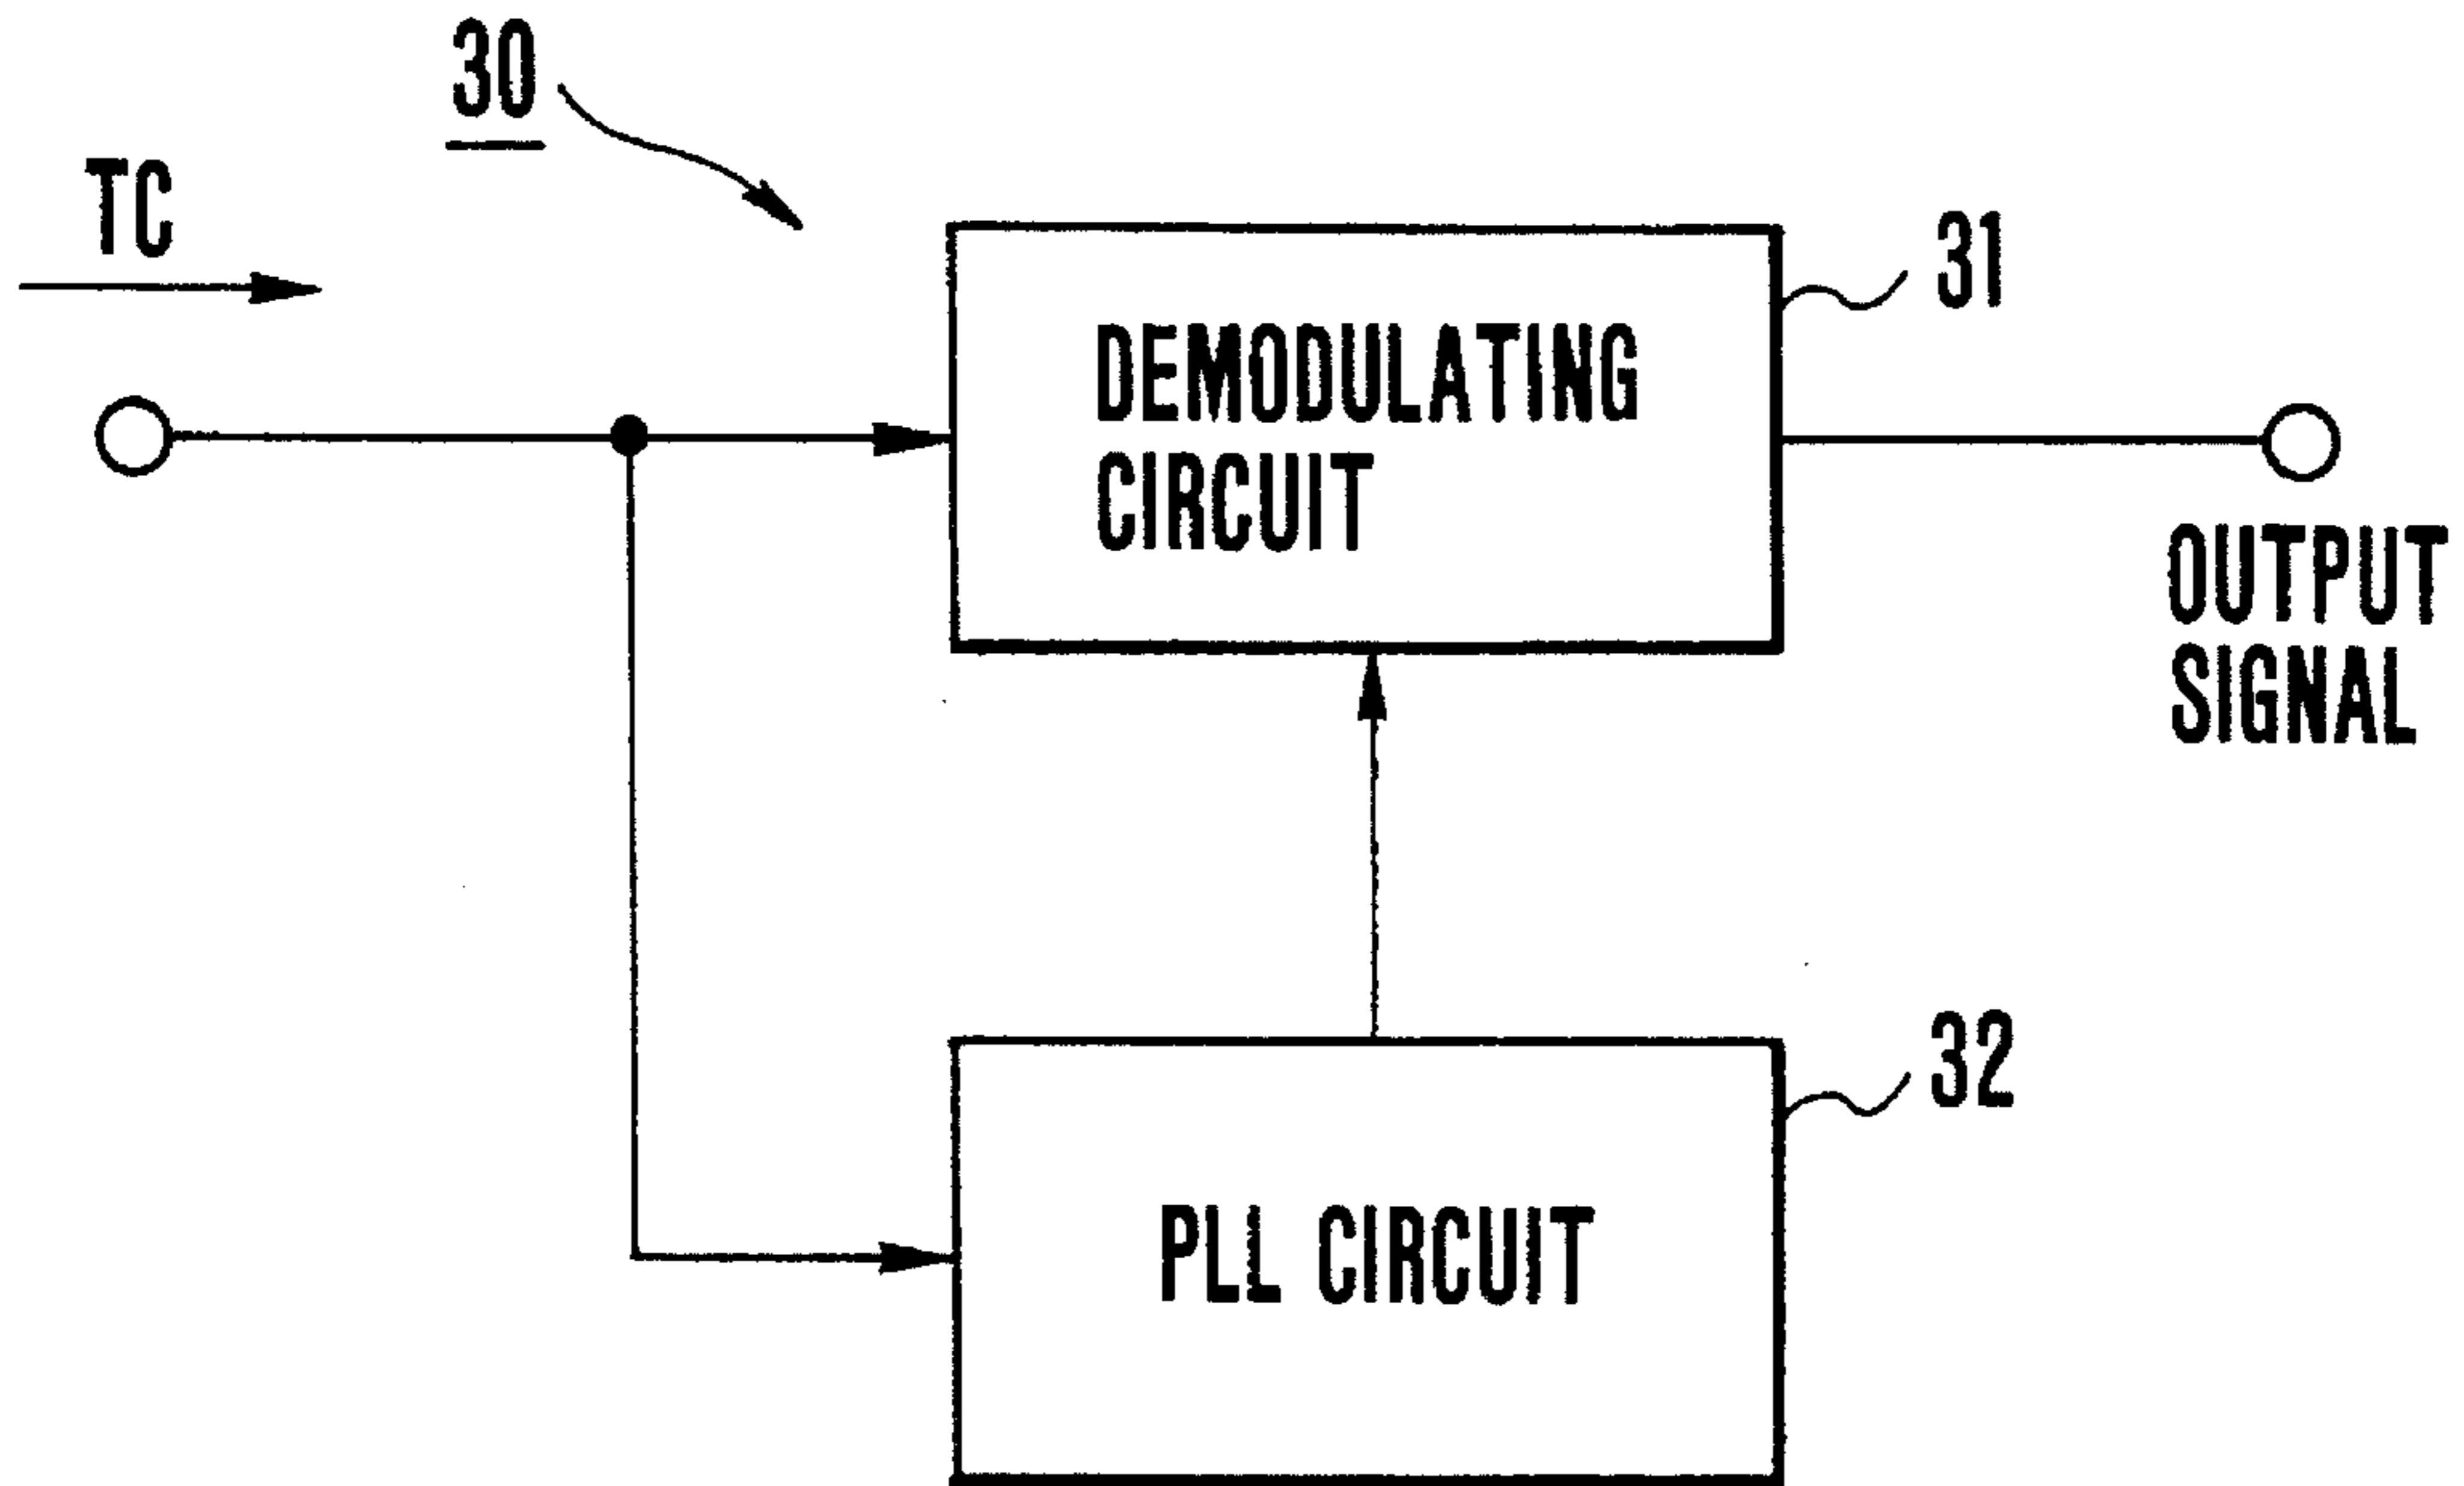 30
TC
31
DEMODULATING
CIRCUIT
OUTPUT
SIGNAL
32
PLL CIRCUIT